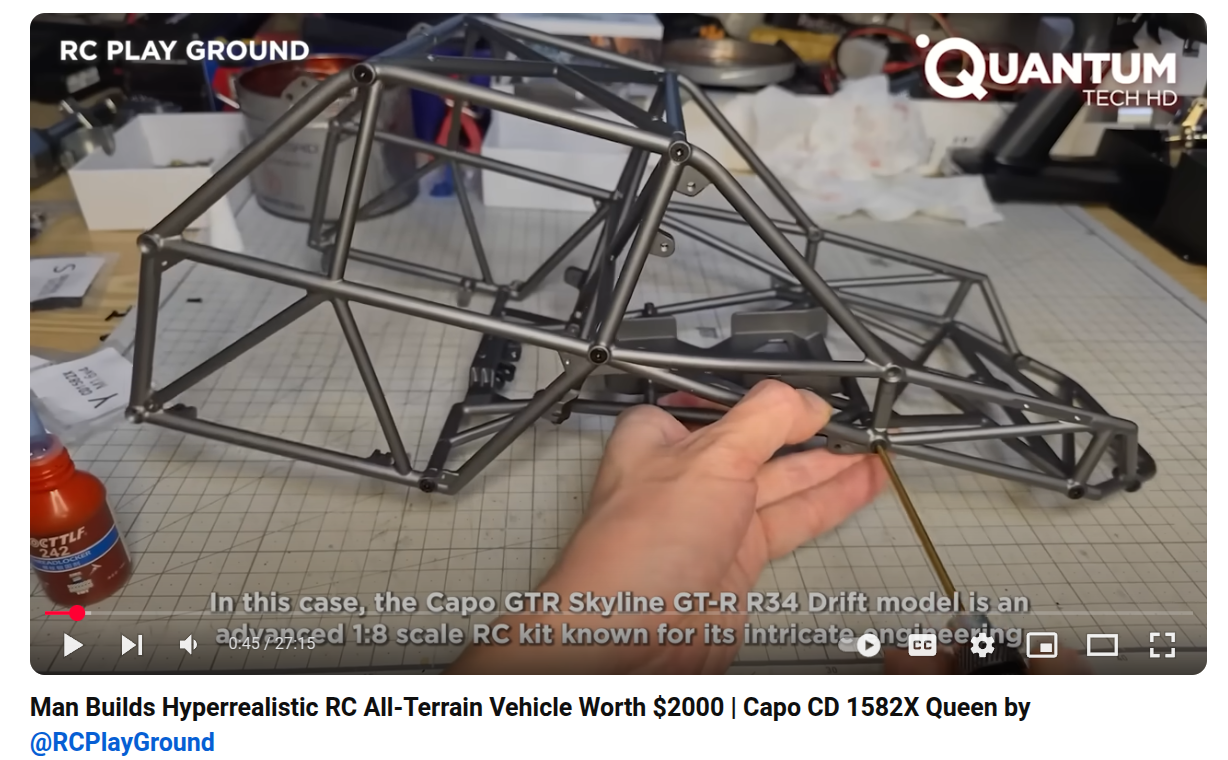 RC PLAY GROUND
QUANTUM
TECH HD
S
Y
CD1582X
242
In this case, the Capo GTR Skyline GT-R R34 Drift model is an
advanced 1:8 scale RC kit known for its intricate engineering
0:45 / 27:15
CC
Man Builds Hyperrealistic RC All-Terrain Vehicle Worth $2000 | Capo CD 1582X Queen by
@RCPlayGround